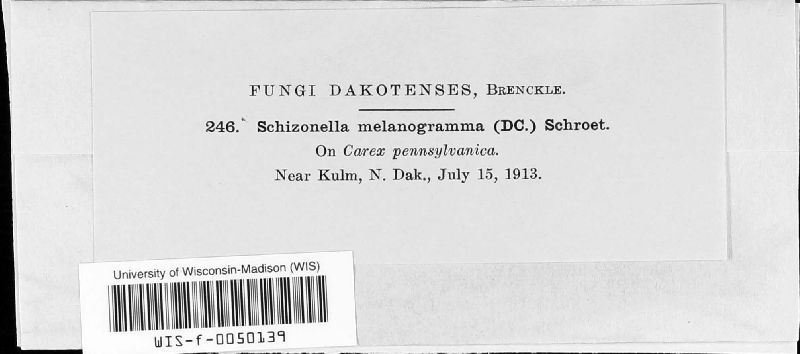 FUNGI DAKOTENSES, BRENCKLE.
246. Schizonella melanogramma (DC.) Schroet.
On Carex pennsylvanica.
Near Kulm, N. Dak., July 15, 1913.
University of Wisconsin-Madison (WIS)
WIS-f-0050139